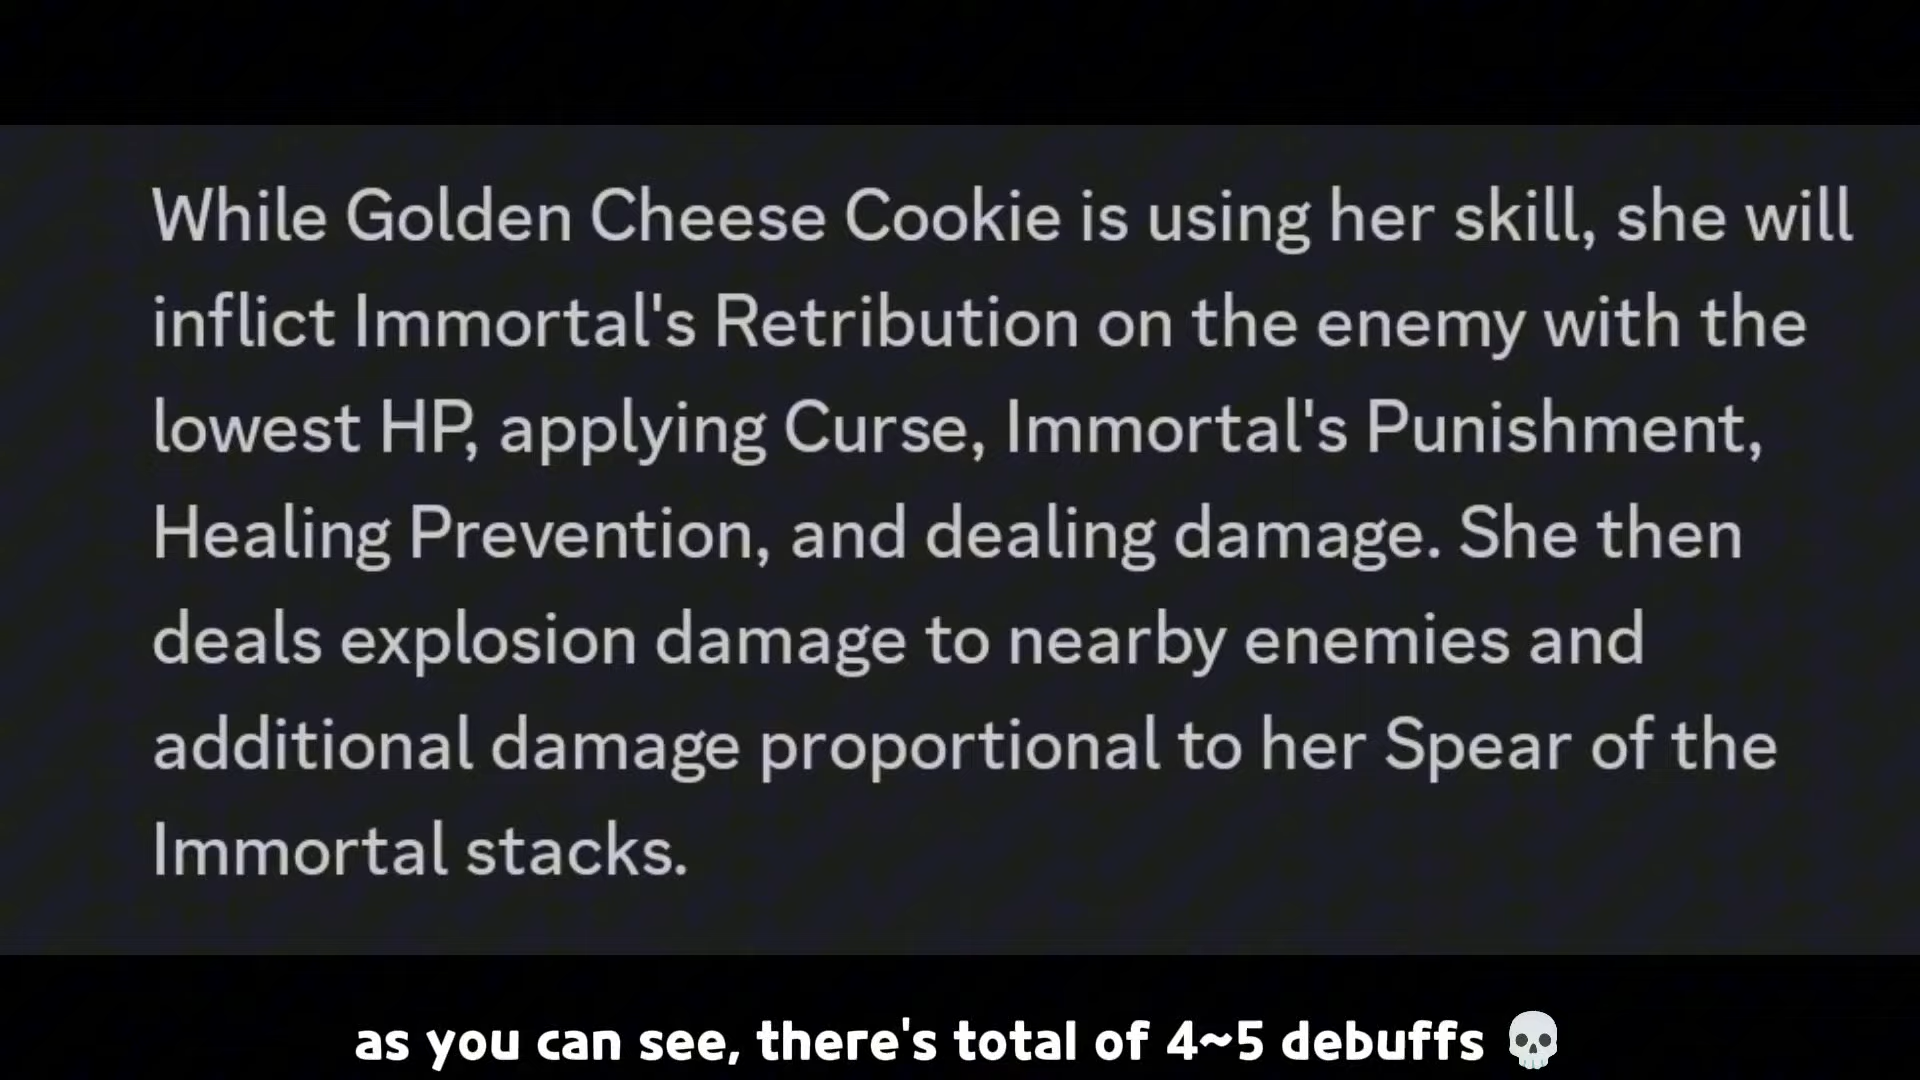 While Golden Cheese Cookie is using her skill, she will
inflict Immortal's Retribution on the enemy with the
lowest HP, applying Curse, Immortal's Punishment,
Healing Prevention, and dealing damage. She then
deals explosion damage to nearby enemies and
additional damage proportional to her Spear of the
Immortal stacks.
as you can see, there's total of 4~5 debuffs 💀